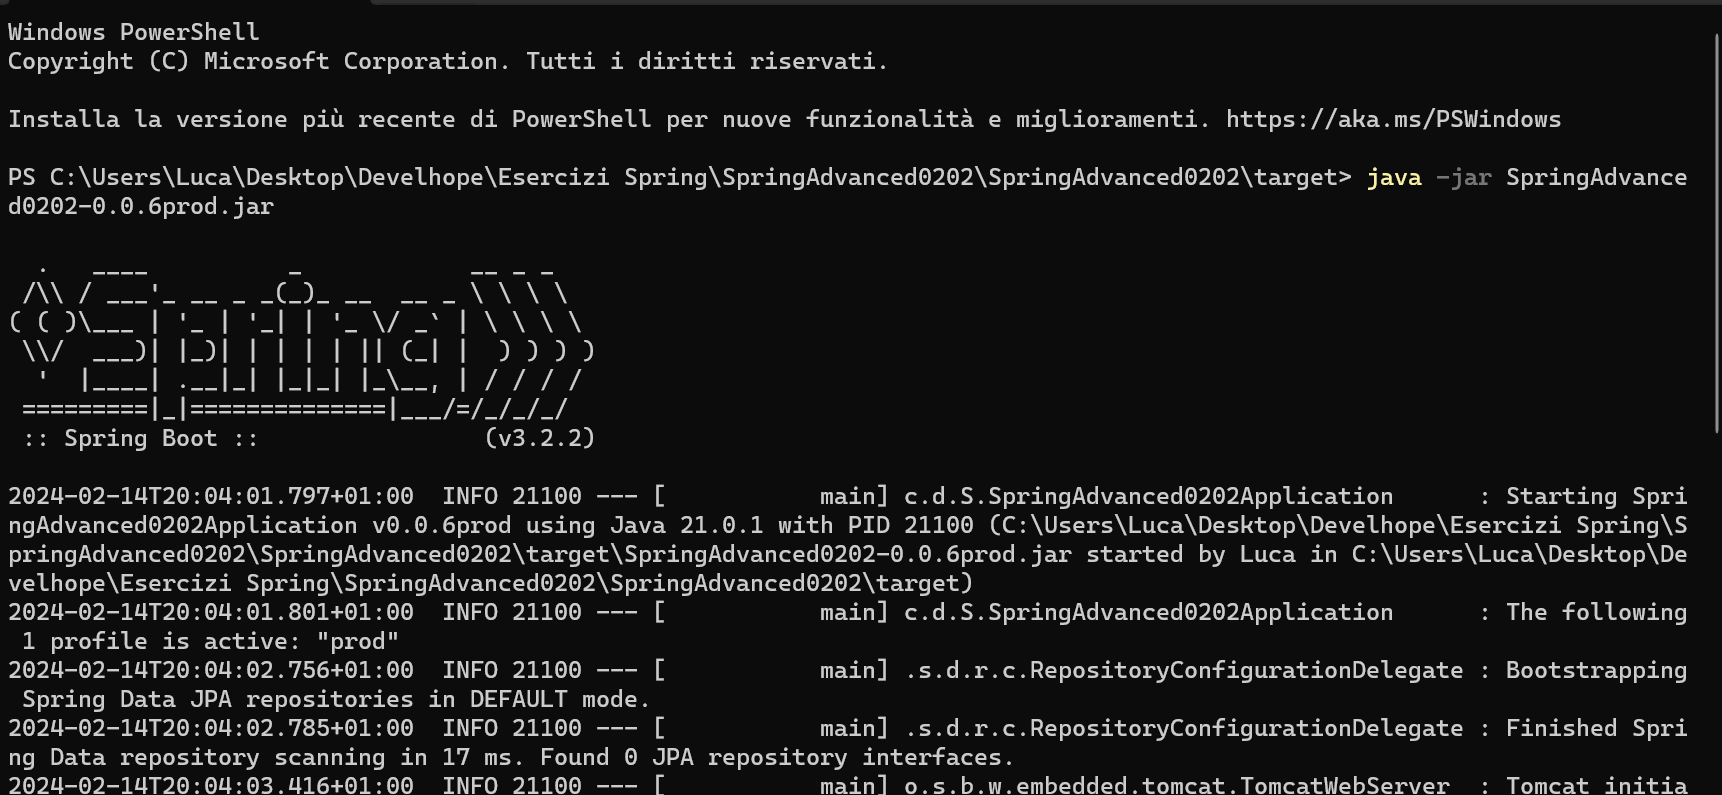 Windows PowerShell
Copyright (C) Microsoft Corporation. Tutti i diritti riservati.
Installa la versione più recente di PowerShell per nuove funzionalità e miglioramenti. https://aka.ms/PSWindows
PS C:\Users\Luca\Desktop\Develhope\Esercizi Spring\SpringAdvanced0202\SpringAdvanced0202\target> java -jar SpringAdvance
d0202-0.0.6prod.jar
  .   ____          _            __ _ _
 /\\ / ___'_ __ _ _(_)_ __  __ _ \ \ \ \
( ( )\___ | '_ | '_| | '_ \/ _` | \ \ \ \
 \\/  ___)| |_)| | | | | || (_| |  ) ) ) )
  '  |____| .__|_| |_|_| |_\__, | / / / /
 =========|_|==============|___/=/_/_/_/
 :: Spring Boot ::                (v3.2.2)
2024-02-14T20:04:01.797+01:00  INFO 21100 --- [           main] c.d.S.SpringAdvanced0202Application      : Starting Spri
ngAdvanced0202Application v0.0.6prod using Java 21.0.1 with PID 21100 (C:\Users\Luca\Desktop\Develhope\Esercizi Spring\S
pringAdvanced0202\SpringAdvanced0202\target\SpringAdvanced0202-0.0.6prod.jar started by Luca in C:\Users\Luca\Desktop\De
velhope\Esercizi Spring\SpringAdvanced0202\SpringAdvanced0202\target)
2024-02-14T20:04:01.801+01:00  INFO 21100 --- [           main] c.d.S.SpringAdvanced0202Application      : The following
 1 profile is active: "prod"
2024-02-14T20:04:02.756+01:00  INFO 21100 --- [           main] .s.d.r.c.RepositoryConfigurationDelegate : Bootstrapping
 Spring Data JPA repositories in DEFAULT mode.
2024-02-14T20:04:02.785+01:00  INFO 21100 --- [           main] .s.d.r.c.RepositoryConfigurationDelegate : Finished Spri
ng Data repository scanning in 17 ms. Found 0 JPA repository interfaces.
2024-02-14T20:04:03.416+01:00  INFO 21100 --- [           main] o.s.b.w.embedded.tomcat.TomcatWebServer  : Tomcat initia